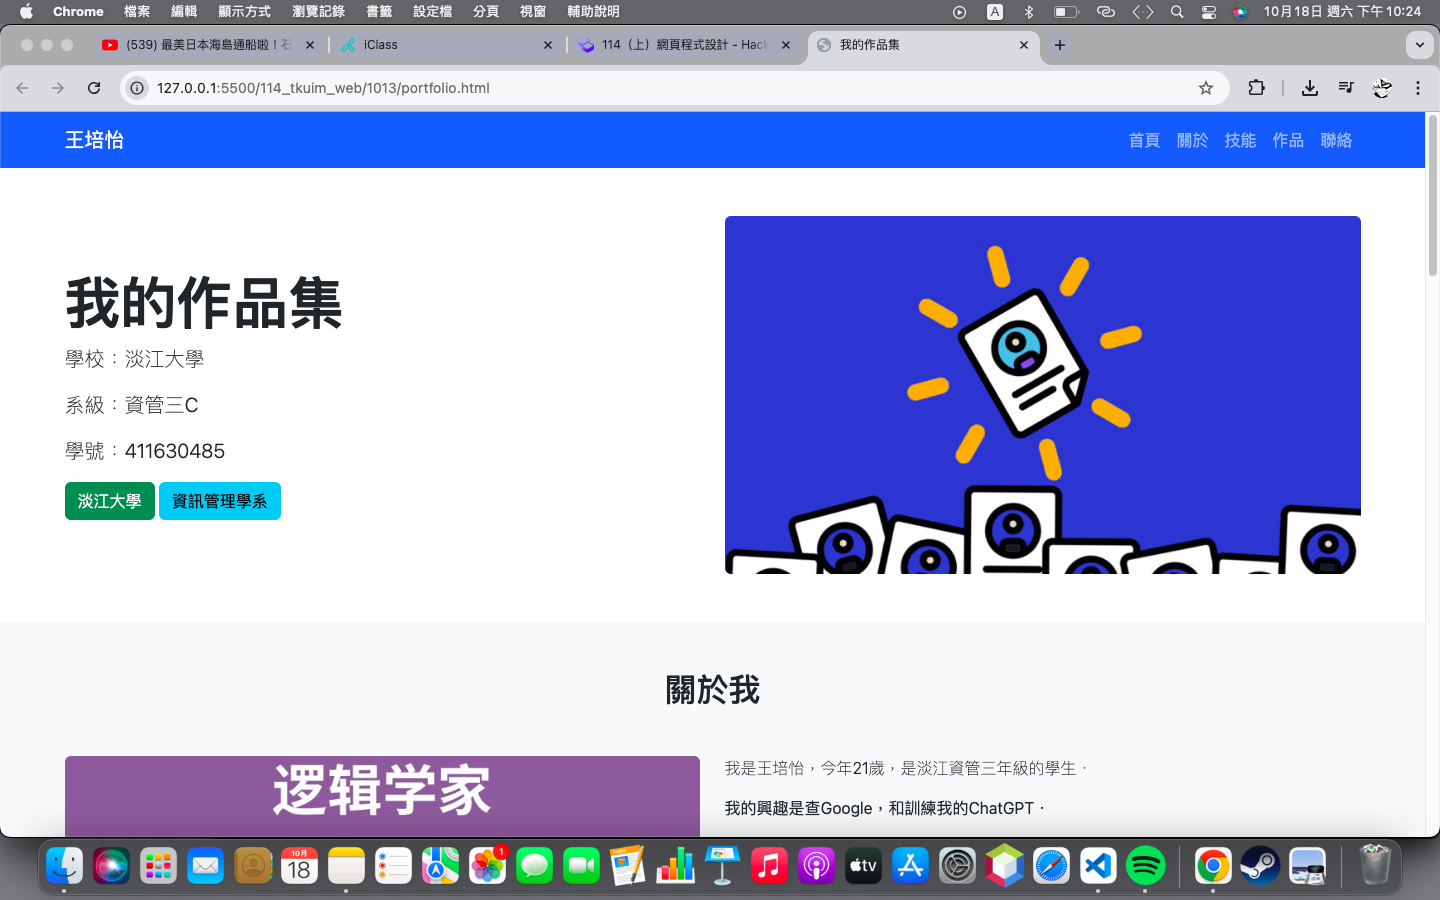 Chrome 檔案 編輯 顯示方式 瀏覽記錄 書籤 設定檔 分頁 視窗 輔助說明 A 10月18日 週六 下午 10:24
(539) 最美日本海島通船啦！石 iClass 114（上）網頁程式設計 - Hack 我的作品集
127.0.0.1:5500/114_tkuim_web/1013/portfolio.html
王培怡 首頁 關於 技能 作品 聯絡
我的作品集
學校：淡江大學
系級：資管三C
學號：411630485
淡江大學 資訊管理學系
關於我
逻辑学家
我是王培怡，今年21歲，是淡江資管三年級的學生．
我的興趣是查Google，和訓練我的ChatGPT．
10月
18
1
tv